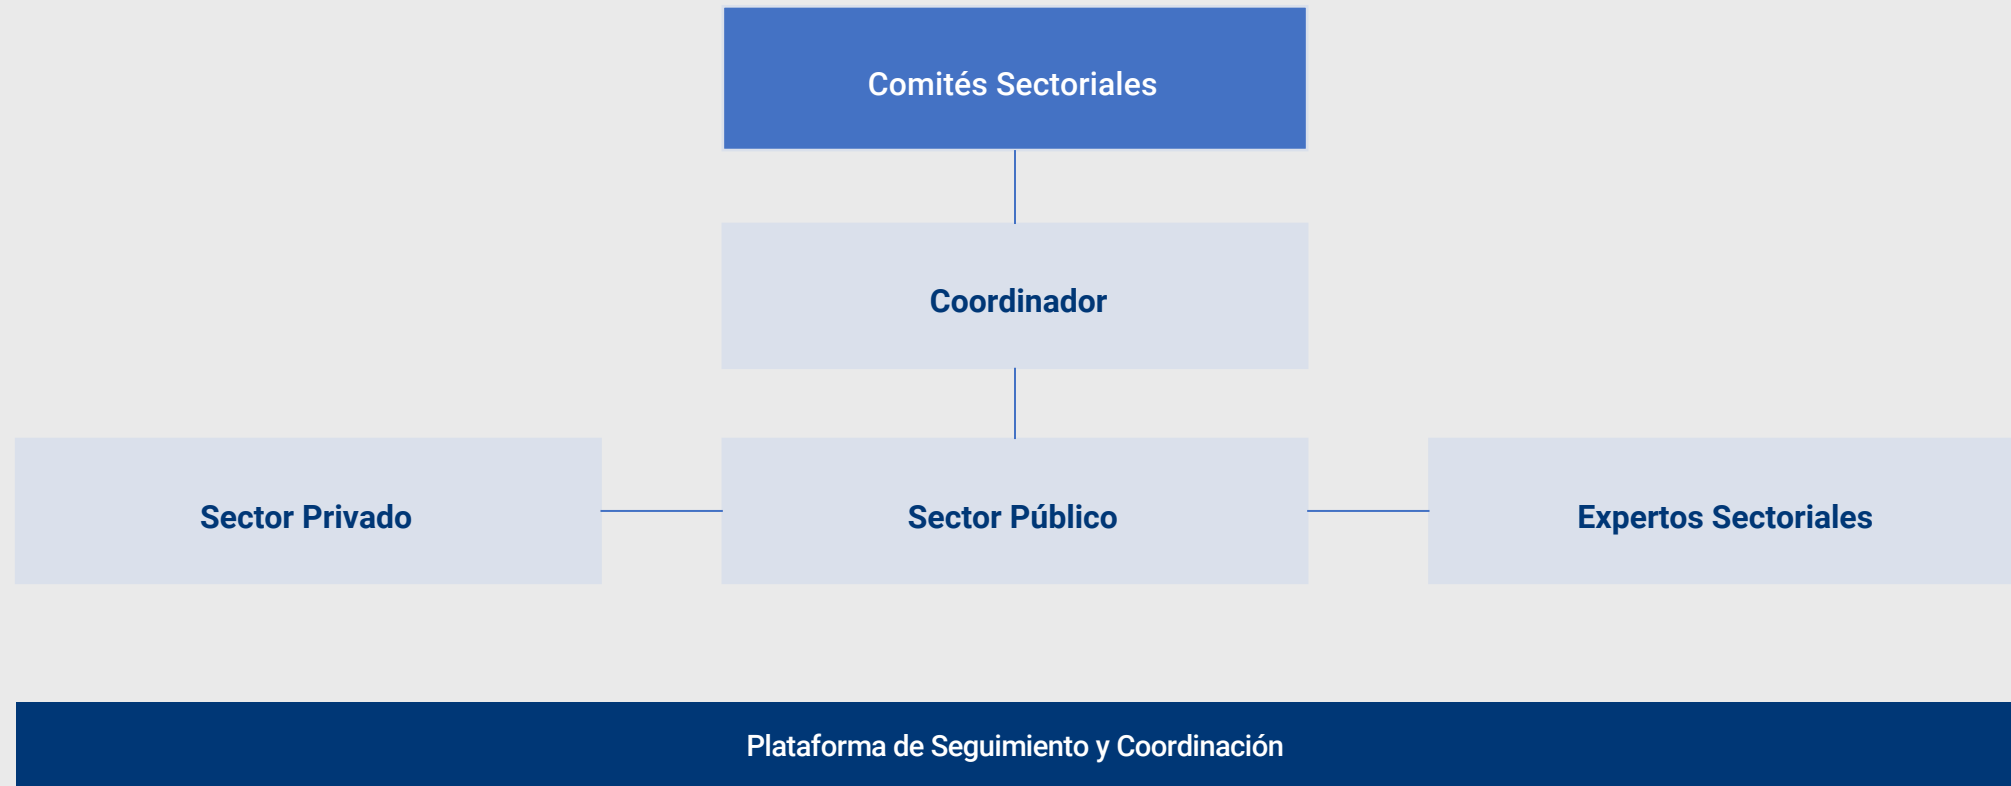 Comités Sectoriales
Coordinador
Sector Privado
Sector Público
Expertos Sectoriales
Plataforma de Seguimiento y Coordinación